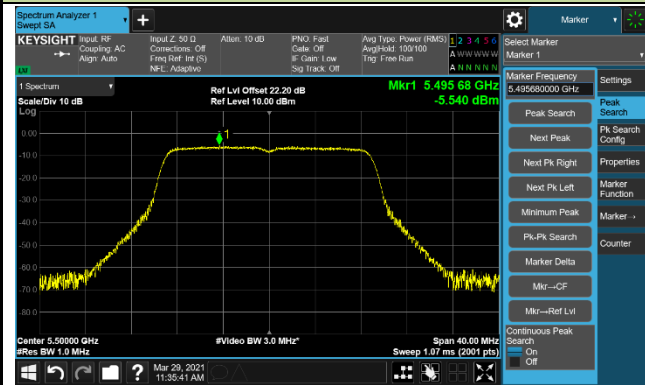 Spectrum Analyzer 1
Swept SA
Marker
KEYSIGHT
Input: RF
Coupling: AC
Align: Auto
Input Z: 50 Ω
Corrections: Off
Freq Ref: Int (S)
NFE: Adaptive
Atten: 10 dB
PNO: Fast
Gate: Off
IF Gain: Low
Sig Track: Off
Avg Type: Power (RMS)
Avg|Hold: 100/100
Trig: Free Run
1 2 3 4 5 6
A W W W W W
A N N N N N
Select Marker
Marker 1
1 Spectrum
Scale/Div 10 dB
Log
Ref Lvl Offset 22.20 dB
Ref Level 10.00 dBm
Mkr1 5.495 68 GHz
-5.540 dBm
0.00
-10.0
-20.0
-30.0
-40.0
-50.0
-60.0
-70.0
-80.0
1
Center 5.50000 GHz
#Res BW 1.0 MHz
#Video BW 3.0 MHz*
Span 40.00 MHz
Sweep 1.07 ms (2001 pts)
Marker Frequency
5.495680000 GHz
Peak Search
Next Peak
Next Pk Right
Next Pk Left
Minimum Peak
Pk-Pk Search
Marker Delta
Mkr→CF
Mkr→Ref Lvl
Continuous Peak
Search
On
Off
Settings
Peak
Search
Pk Search
Config
Properties
Marker
Function
Marker→
Counter
Mar 29, 2021
11:35:41 AM